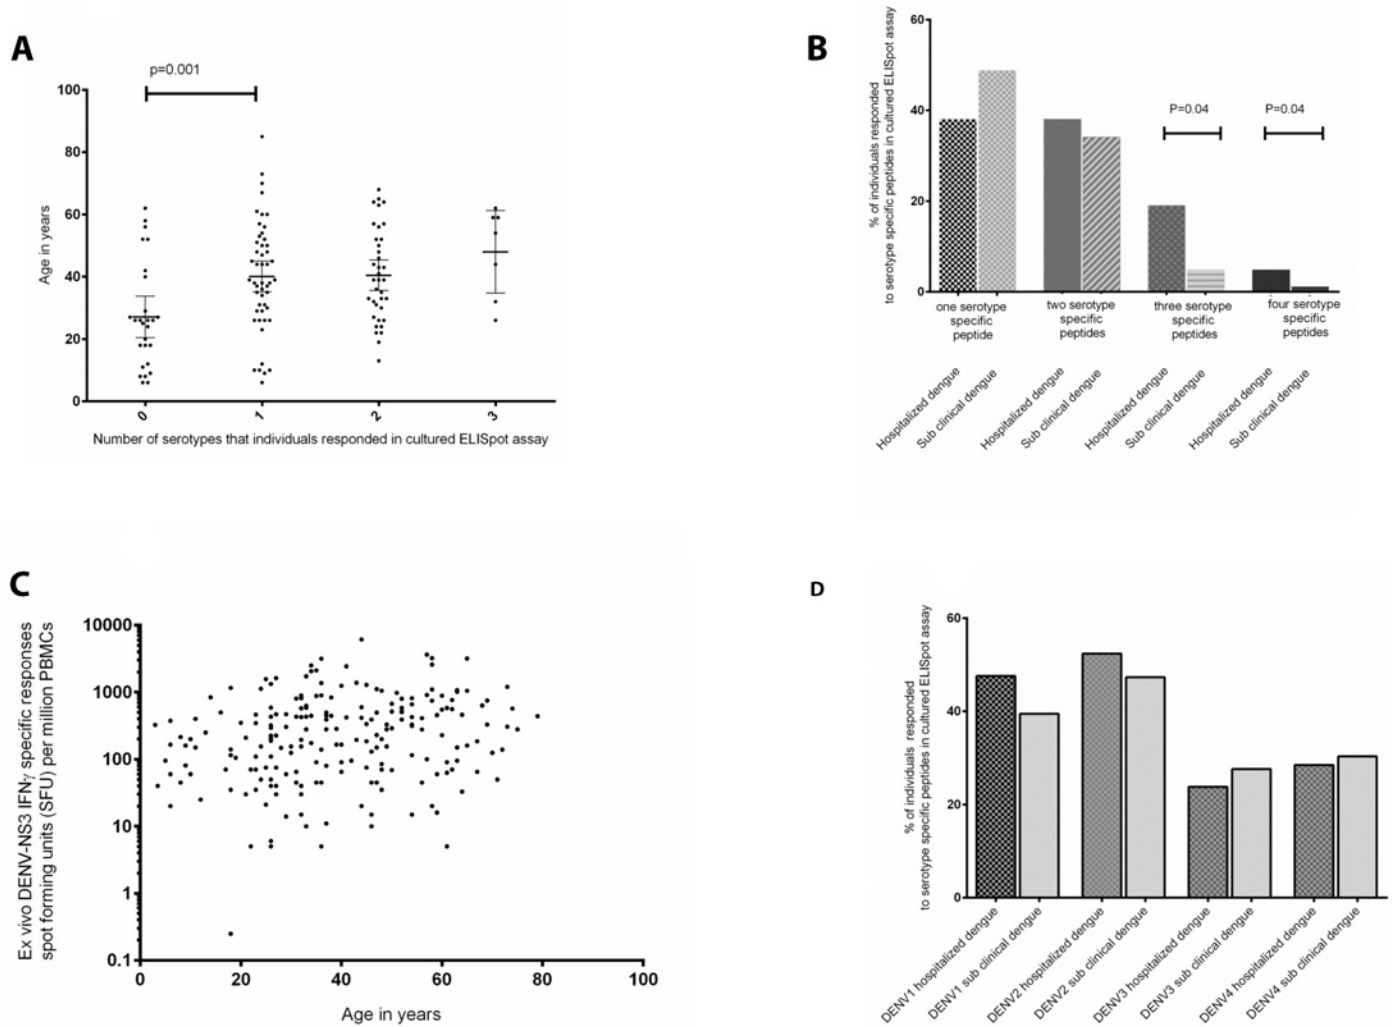 A
p=0.001
Age in years
100
80
60
40
20
0
0
1
2
3
Number of serotypes that individuals responded in cultured ELISpot assay
B
% of individuals responded
to serotype specific peptides in cultured ELISpot assay
60
40
20
0
P=0.04
P=0.04
one serotype
specific
peptide
two serotype
specific
peptides
three serotype
specific
peptides
four serotype
specific
peptides
Hospitalized dengue
Sub clinical dengue
Hospitalized dengue
Sub clinical dengue
Hospitalized dengue
Sub clinical dengue
Hospitalized dengue
Sub clinical dengue
C
Ex vivo DENV-NS3 IFNγ specific responses
spot forming units (SFU) per million PBMCs
10000
1000
100
10
1
0.1
0
20
40
60
80
100
Age in years
D
% of individuals responded
to serotype specific peptides in cultured ELISpot assay
60
40
20
0
DENV1 hospitalized dengue
DENV1 sub clinical dengue
DENV2 hospitalized dengue
DENV2 sub clinical dengue
DENV3 hospitalized dengue
DENV3 sub clinical dengue
DENV4 hospitalized dengue
DENV4 sub clinical dengue